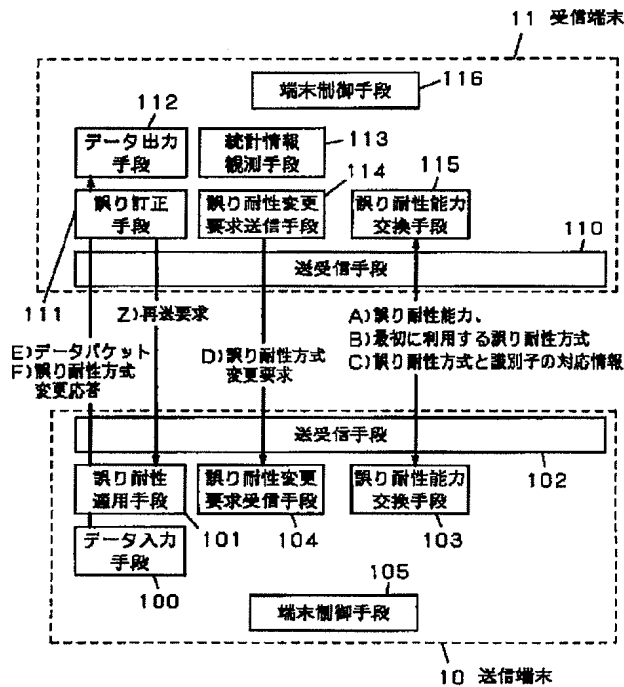 11 受信端末
116
端末制御手段
112
113
データ出力
手段
統計情報
観測手段
114
115
誤り訂正
手段
誤り耐性変更
要求送信手段
誤り耐性能力
交換手段
110
送受信手段
111
Z)再送要求
A)誤り耐性能力、
B)最初に利用する誤り耐性方式
C)誤り耐性方式と識別子の対応情報
E)データパケット
F)誤り耐性方式
変更応答
D)誤り耐性方式
変更要求
送受信手段
102
誤り耐性
適用手段
誤り耐性変更
要求受信手段
誤り耐性能力
交換手段
101
104
103
データ入力
手段
100
105
端末制御手段
10 送信端末